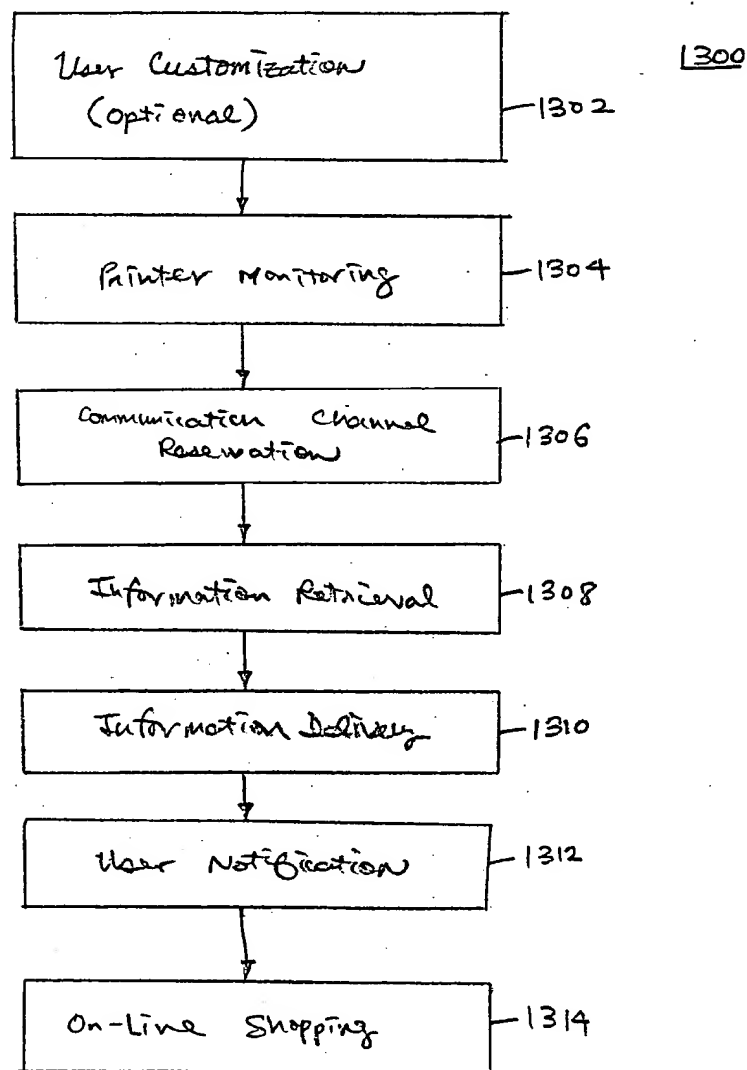 1300
User Customization
(optional)
1302
Printer Monitoring
1304
Communication Channel
Reservation
1306
Information Retrieval
1308
Information Delivery
1310
User Notification
1312
On-Line Shopping
1314